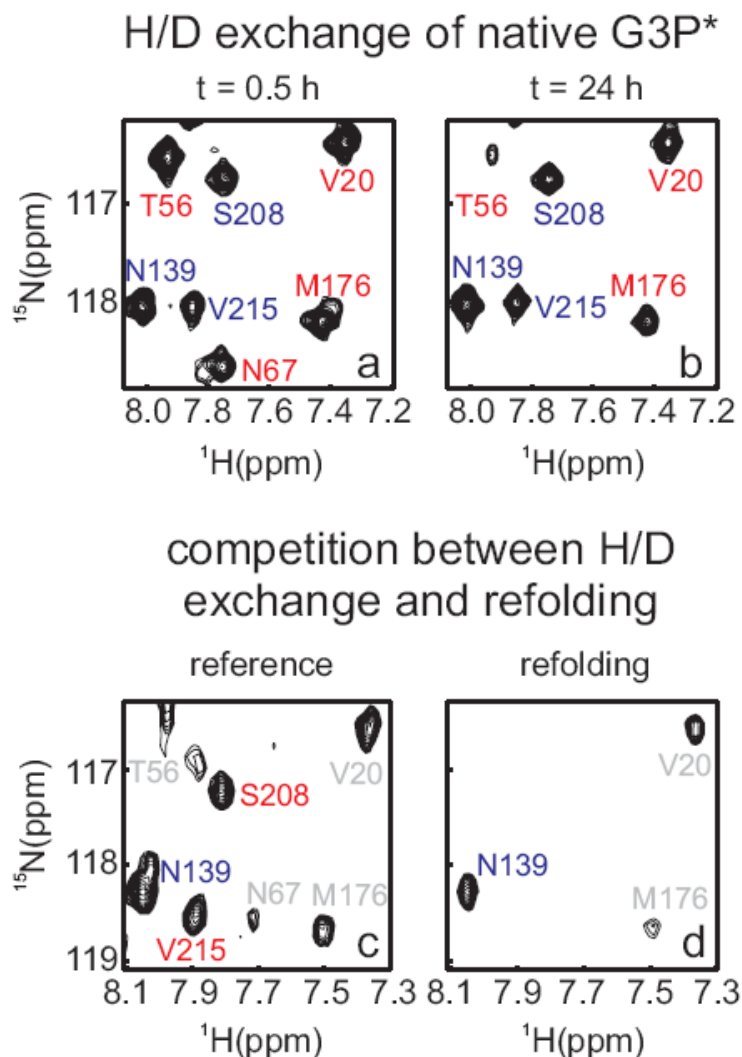 H/D exchange of native G3P*
t = 0.5 h
t = 24 h
15N(ppm)
117
118
T56
S208
V20
N139
V215
M176
N67
a
8.0 7.8 7.6 7.4 7.2
1H(ppm)
T56
S208
V20
N139
V215
M176
b
8.0 7.8 7.6 7.4 7.2
1H(ppm)
competition between H/D
exchange and refolding
reference
refolding
15N(ppm)
117
118
119
T56
V20
S208
N139
N67
M176
V215
c
8.1 7.9 7.7 7.5 7.3
1H(ppm)
V20
N139
M176
d
8.1 7.9 7.7 7.5 7.3
1H(ppm)